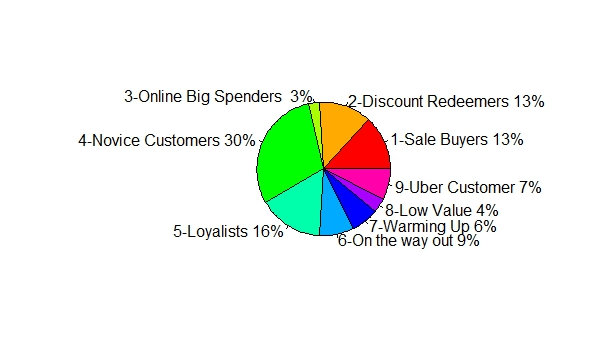 3-Online Big Spenders  3%
2-Discount Redeemers 13%
4-Novice Customers 30%
1-Sale Buyers 13%
9-Uber Customer 7%
8-Low Value 4%
7-Warming Up 6%
5-Loyalists 16%
6-On the way out 9%